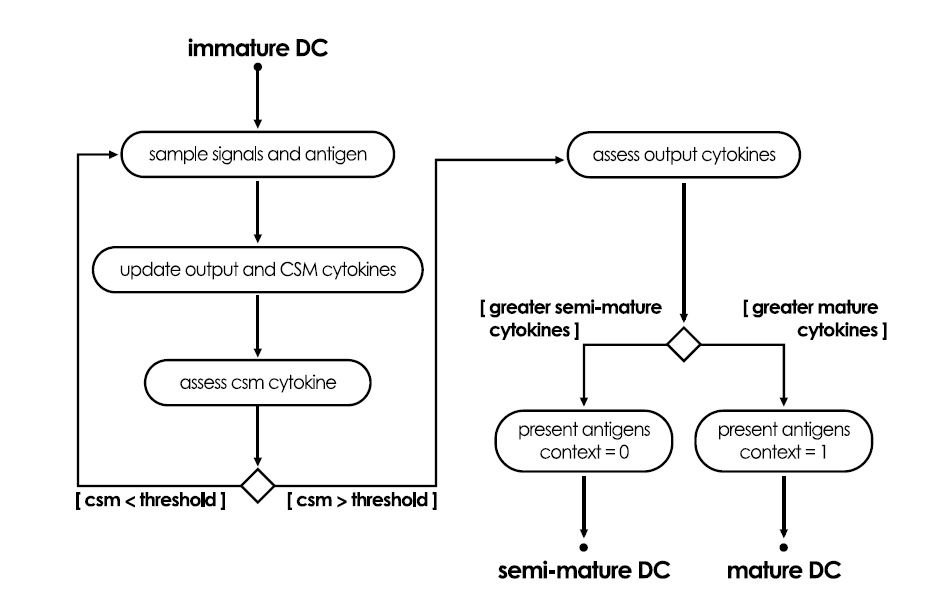 immature DC
sample signals and antigen
update output and CSM cytokines
assess csm cytokine
[ csm < threshold ]
[ csm > threshold ]
assess output cytokines
[ greater semi-mature
cytokines ]
[ greater mature
cytokines ]
present antigens
context = 0
present antigens
context = 1
semi-mature DC
mature DC